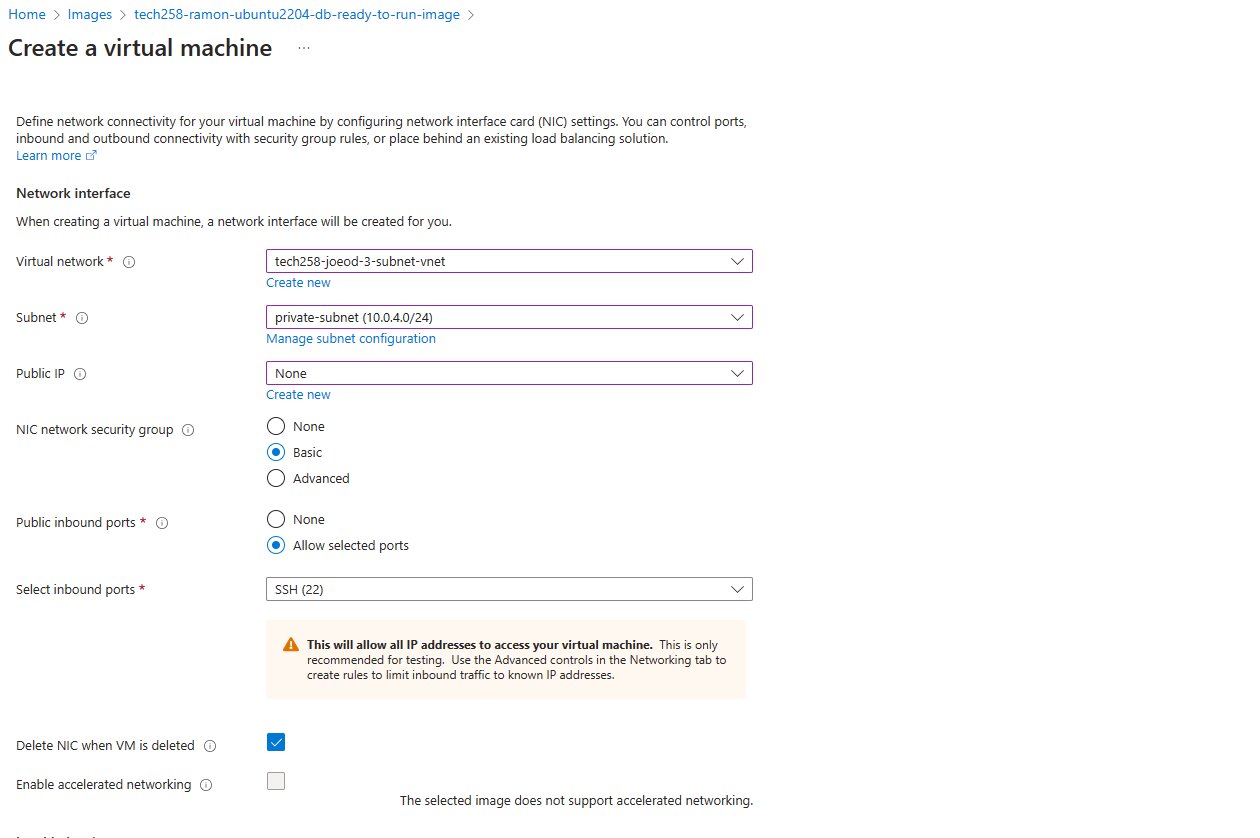 Home > Images > tech258-ramon-ubuntu2204-db-ready-to-run-image >
Create a virtual machine ...
Define network connectivity for your virtual machine by configuring network interface card (NIC) settings. You can control ports,
inbound and outbound connectivity with security group rules, or place behind an existing load balancing solution.
Learn more
Network interface
When creating a virtual machine, a network interface will be created for you.
Virtual network *
tech258-joeod-3-subnet-vnet
Create new
Subnet *
private-subnet (10.0.4.0/24)
Manage subnet configuration
Public IP
None
Create new
NIC network security group
None
Basic
Advanced
Public inbound ports *
None
Allow selected ports
Select inbound ports *
SSH (22)
This will allow all IP addresses to access your virtual machine. This is only
recommended for testing. Use the Advanced controls in the Networking tab to
create rules to limit inbound traffic to known IP addresses.
Delete NIC when VM is deleted
Enable accelerated networking
The selected image does not support accelerated networking.